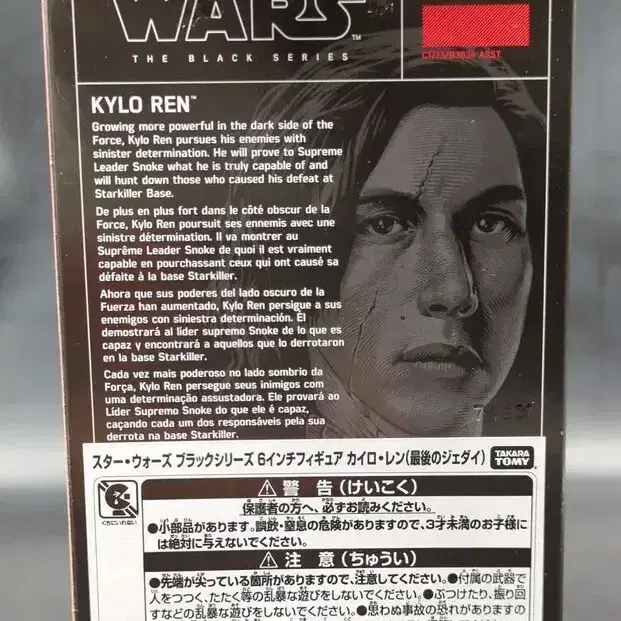 WARS™
THE BLACK SERIES
C1773/B3834 ASST.
KYLO REN™
Growing more powerful in the dark side of the
Force, Kylo Ren pursues his enemies with
sinister determination. He will prove to Supreme
Leader Snoke what he is truly capable of and
will hunt down those who caused his defeat at
Starkiller Base.
De plus en plus fort dans le côté obscur de la
Force, Kylo Ren poursuit ses ennemis avec une
sinistre détermination. Il va montrer au
Suprême Leader Snoke de quoi il est vraiment
capable en pourchassant ceux qui ont causé sa
défaite à la base Starkiller.
Ahora que sus poderes del lado oscuro de la
Fuerza han aumentado, Kylo Ren persigue a sus
enemigos con siniestra determinación. Él
demostrará al líder supremo Snoke de lo que es
capaz y encontrará a aquellos que lo derrotaron
en la base Starkiller.
Cada vez mais poderoso no lado sombrio da
Força, Kylo Ren persegue seus inimigos com
uma determinação assustadora. Ele provará ao
Líder Supremo Snoke do que ele é capaz,
caçando cada um dos responsáveis pela sua
derrota na base Starkiller.
スター・ウォーズ ブラックシリーズ 6インチフィギュア カイロ・レン(最後のジェダイ)
TAKARA
TOMY
くちにいれない
⚠警告(けいこく)
保護者の方へ、必ずお読みください。
●小部品があります。誤飲・窒息の危険がありますので、3才未満のお子様に
は絶対に与えないでください。
⚠注意(ちゅうい)
●先端が尖っている箇所がありますので、注意してください。●付属の武器で
人をつつく、たたく等の乱暴な遊びをしないでください。●ぶつけたり、振り回
すなどの乱暴な遊びをしないでください。●思わぬ事故の恐れがありますの